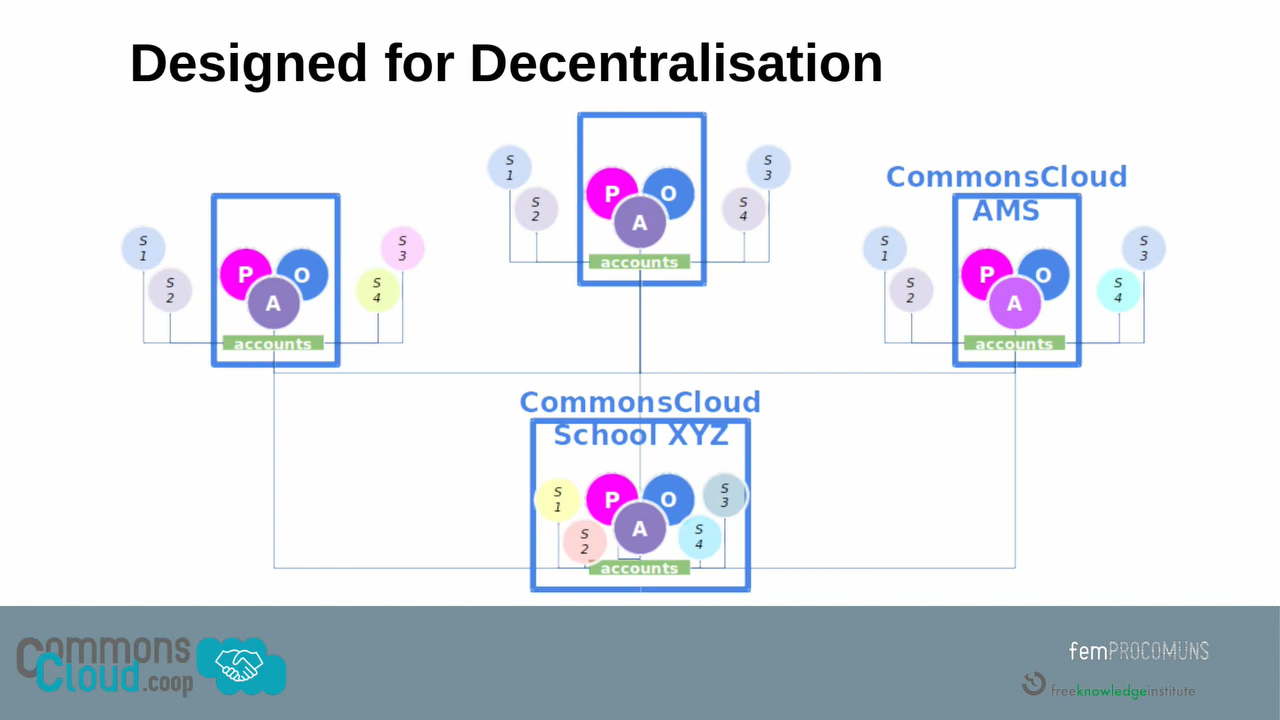 Designed for Decentralisation
S
1
S
2
P
O
A
S
3
S
4
accounts
S
1
S
2
P
O
A
S
3
S
4
accounts
CommonsCloud
AMS
S
1
S
2
P
O
A
S
3
S
4
accounts
CommonsCloud
School XYZ
S
1
S
2
P
O
A
S
3
S
4
accounts
Commons
Cloud.coop
femPROCOMUNS
freeknowledgeinstitute